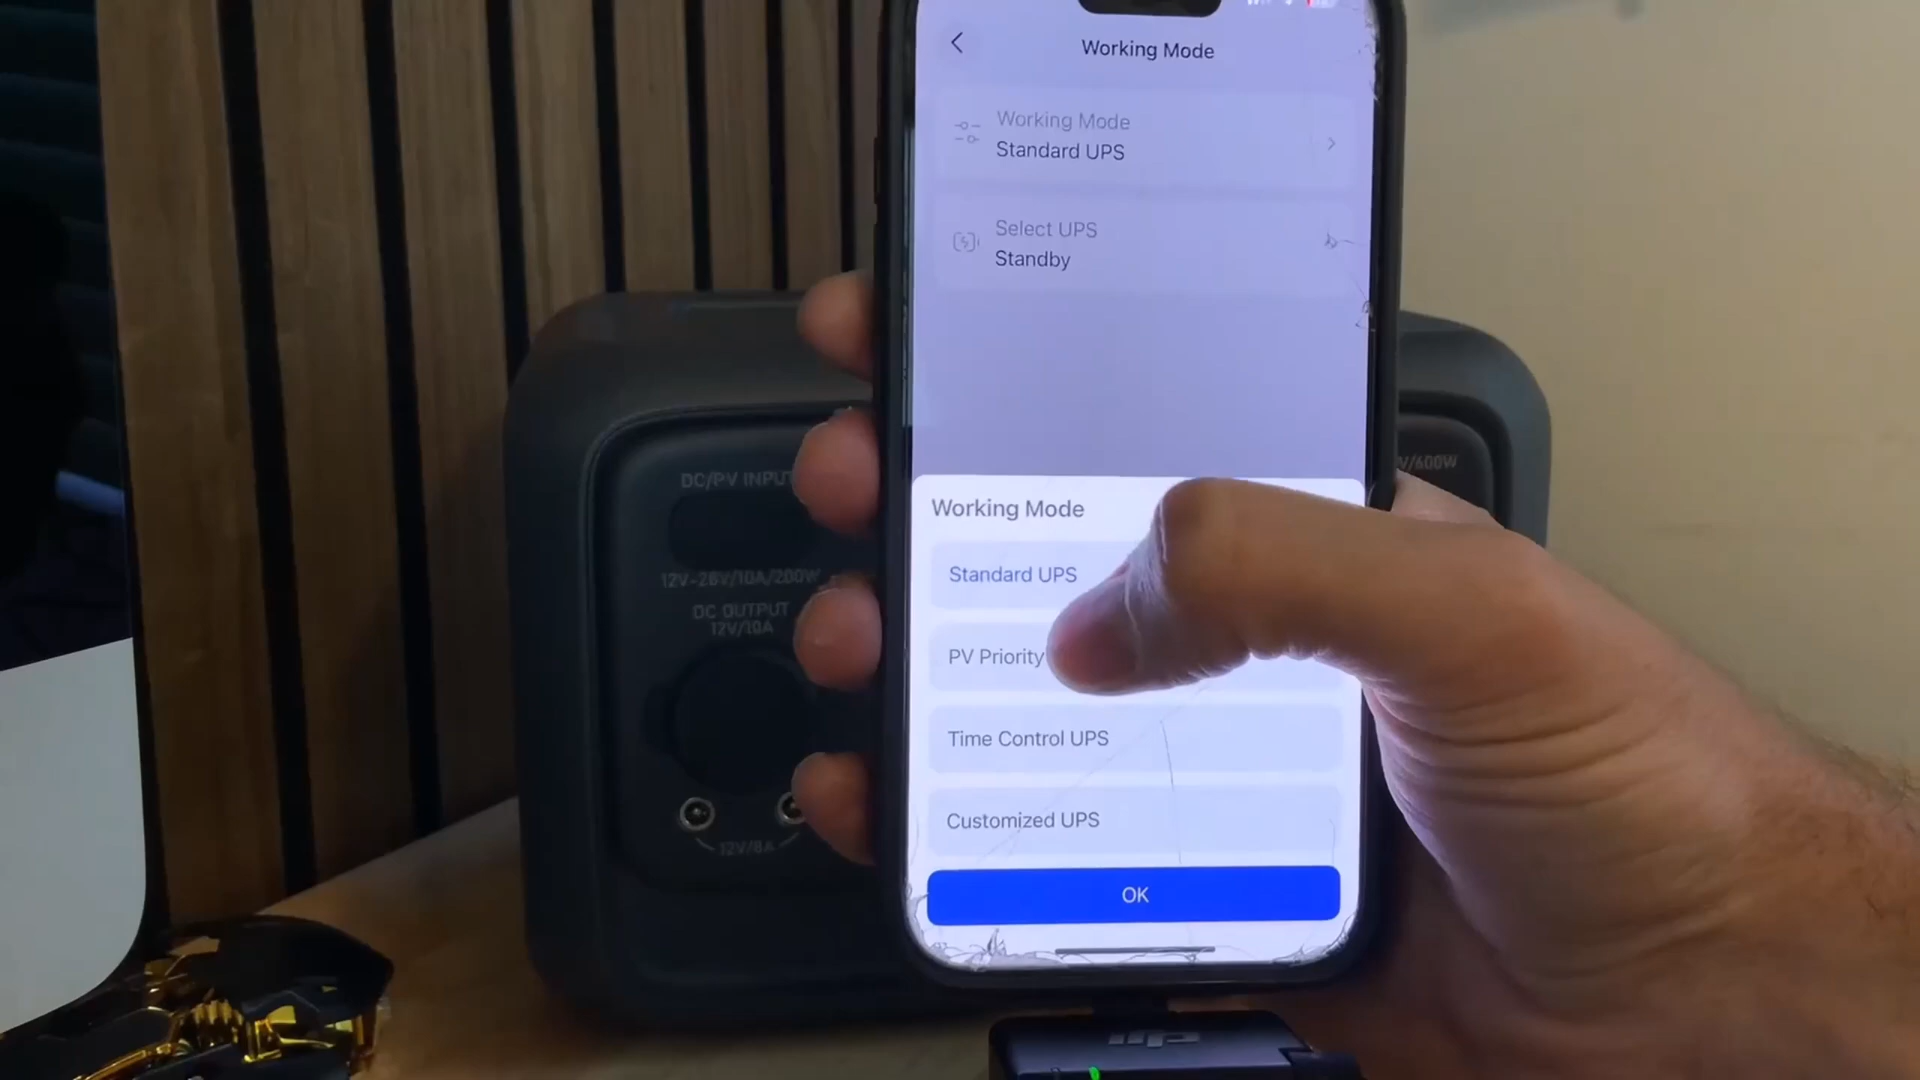 Working Mode
Working Mode
Standard UPS
Select UPS
Standby
Working Mode
Standard UPS
PV Priority
Time Control UPS
Customized UPS
OK
DC/PV INPUT
12V-28V/10A/200W
DC OUTPUT
12V/10A
12V/8A
V/600W
dji